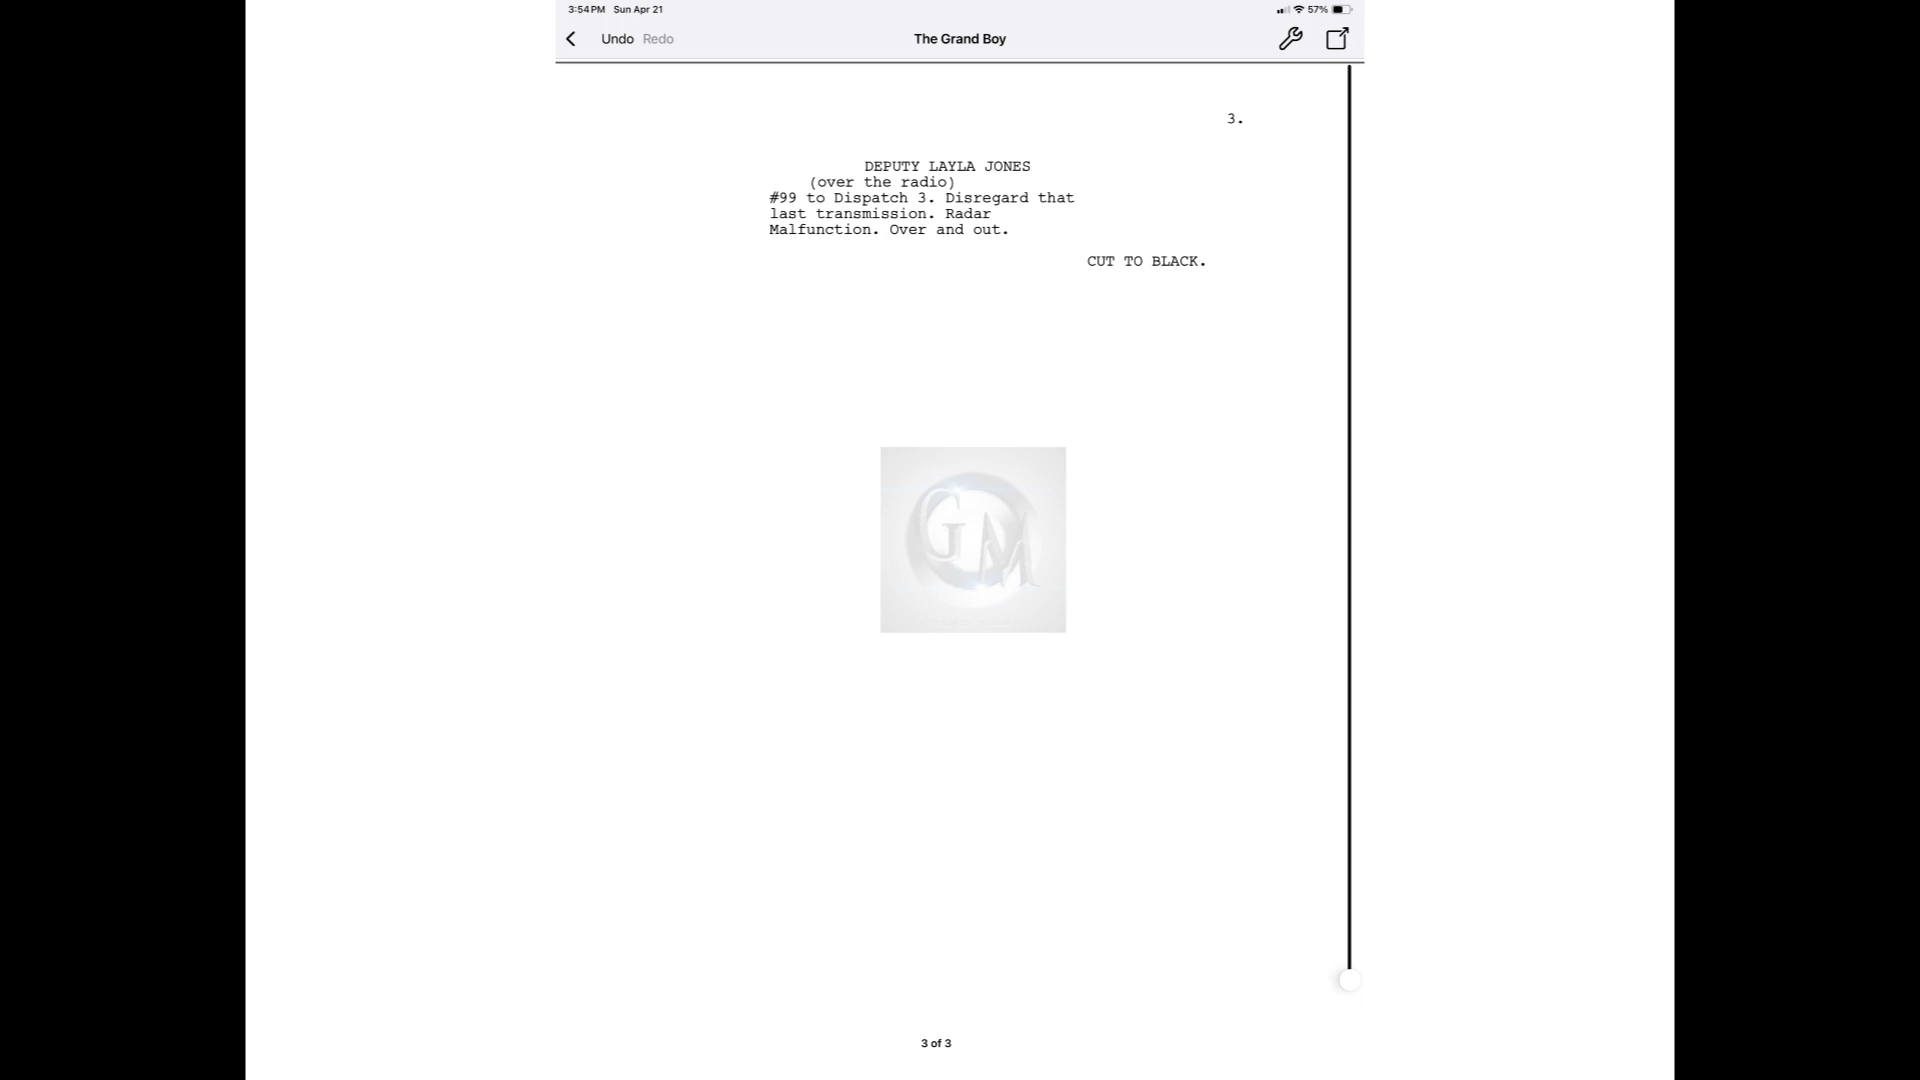 3:54 PM Sun Apr 21
57%
Undo Redo
The Grand Boy
3.
DEPUTY LAYLA JONES
(over the radio)
#99 to Dispatch 3. Disregard that
last transmission. Radar
Malfunction. Over and out.
CUT TO BLACK.
GM
3 of 3